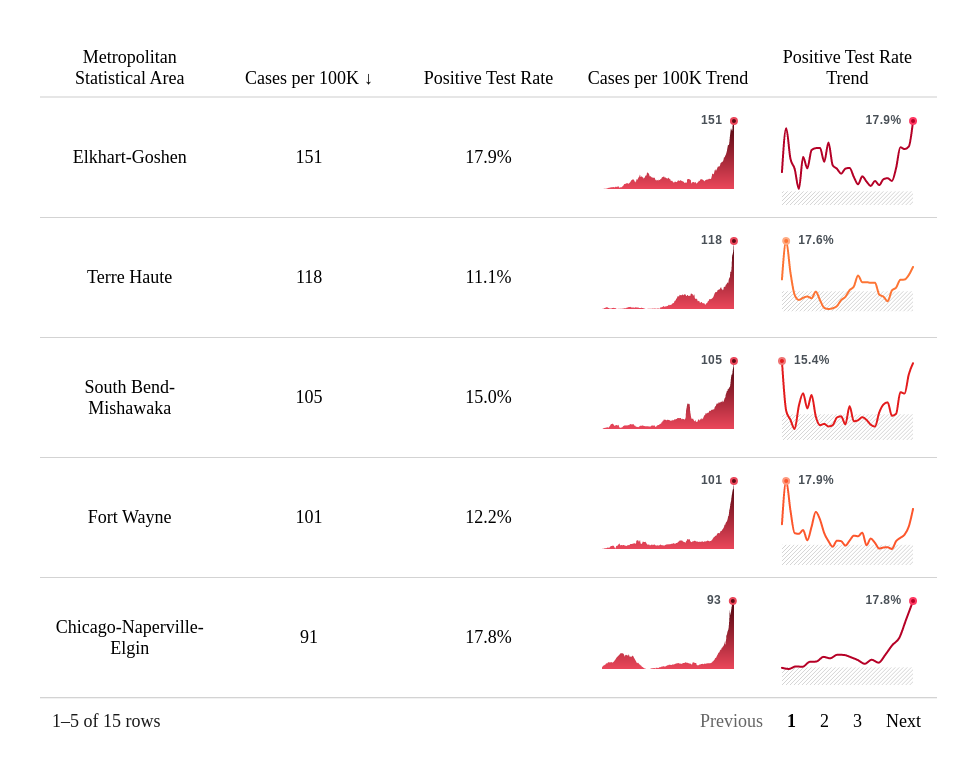 Metropolitan
Statistical Area
Cases per 100K ↓
Positive Test Rate
Cases per 100K Trend
Positive Test Rate
Trend
Elkhart-Goshen
151
17.9%
151
17.9%
Terre Haute
118
11.1%
118
17.6%
South Bend-
Mishawaka
105
15.0%
105
15.4%
Fort Wayne
101
12.2%
101
17.9%
Chicago-Naperville-
Elgin
91
17.8%
93
17.8%
1–5 of 15 rows
Previous 1 2 3 Next